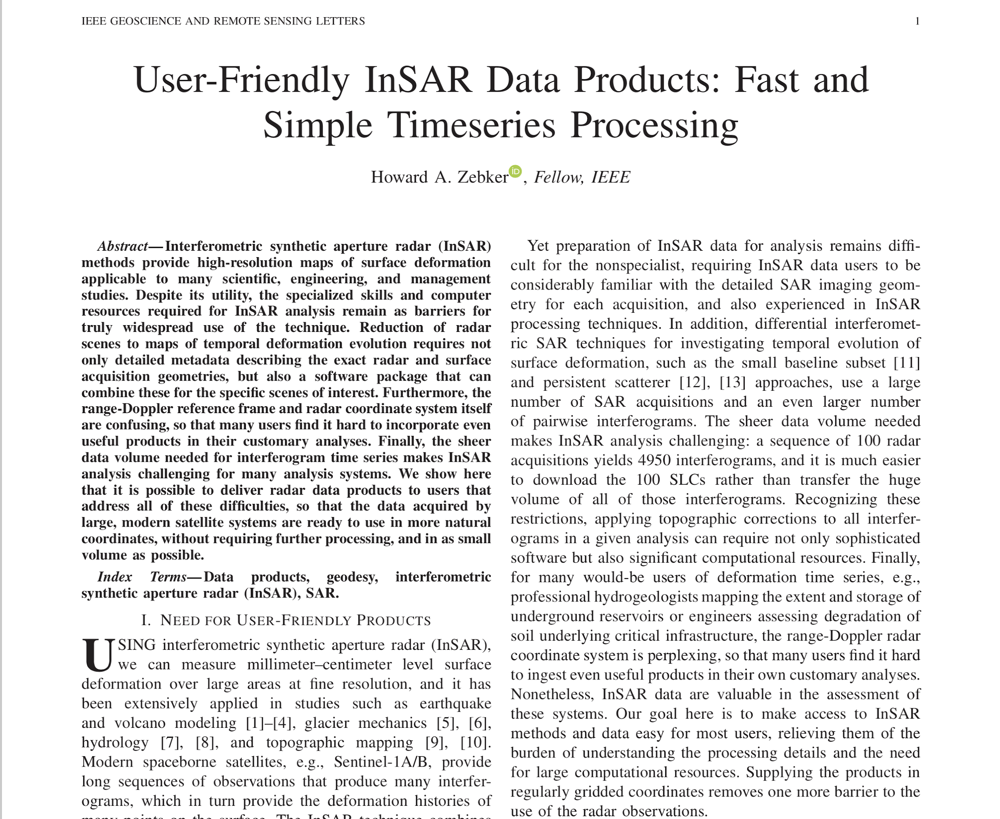 IEEE GEOSCIENCE AND REMOTE SENSING LETTERS
1
User-Friendly InSAR Data Products: Fast and
Simple Timeseries Processing
Howard A. Zebker iD, Fellow, IEEE
Abstract—Interferometric synthetic aperture radar (InSAR)
methods provide high-resolution maps of surface deformation
applicable to many scientific, engineering, and management
studies. Despite its utility, the specialized skills and computer
resources required for InSAR analysis remain as barriers for
truly widespread use of the technique. Reduction of radar
scenes to maps of temporal deformation evolution requires not
only detailed metadata describing the exact radar and surface
acquisition geometries, but also a software package that can
combine these for the specific scenes of interest. Furthermore, the
range-Doppler reference frame and radar coordinate system itself
are confusing, so that many users find it hard to incorporate even
useful products in their customary analyses. Finally, the sheer
data volume needed for interferogram time series makes InSAR
analysis challenging for many analysis systems. We show here
that it is possible to deliver radar data products to users that
address all of these difficulties, so that the data acquired by
large, modern satellite systems are ready to use in more natural
coordinates, without requiring further processing, and in as small
volume as possible.
Index Terms—Data products, geodesy, interferometric
synthetic aperture radar (InSAR), SAR.
I. NEED FOR USER-FRIENDLY PRODUCTS
USING interferometric synthetic aperture radar (InSAR),
we can measure millimeter–centimeter level surface
deformation over large areas at fine resolution, and it has
been extensively applied in studies such as earthquake
and volcano modeling [1]–[4], glacier mechanics [5], [6],
hydrology [7], [8], and topographic mapping [9], [10].
Modern spaceborne satellites, e.g., Sentinel-1A/B, provide
long sequences of observations that produce many interfer-
ograms, which in turn provide the deformation histories of
many points on the surface. The InSAR technique combines
Yet preparation of InSAR data for analysis remains diffi-
cult for the nonspecialist, requiring InSAR data users to be
considerably familiar with the detailed SAR imaging geom-
etry for each acquisition, and also experienced in InSAR
processing techniques. In addition, differential interferomet-
ric SAR techniques for investigating temporal evolution of
surface deformation, such as the small baseline subset [11]
and persistent scatterer [12], [13] approaches, use a large
number of SAR acquisitions and an even larger number
of pairwise interferograms. The sheer data volume needed
makes InSAR analysis challenging: a sequence of 100 radar
acquisitions yields 4950 interferograms, and it is much easier
to download the 100 SLCs rather than transfer the huge
volume of all of those interferograms. Recognizing these
restrictions, applying topographic corrections to all interfer-
ograms in a given analysis can require not only sophisticated
software but also significant computational resources. Finally,
for many would-be users of deformation time series, e.g.,
professional hydrogeologists mapping the extent and storage of
underground reservoirs or engineers assessing degradation of
soil underlying critical infrastructure, the range-Doppler radar
coordinate system is perplexing, so that many users find it hard
to ingest even useful products in their own customary analyses.
Nonetheless, InSAR data are valuable in the assessment of
these systems. Our goal here is to make access to InSAR
methods and data easy for most users, relieving them of the
burden of understanding the processing details and the need
for large computational resources. Supplying the products in
regularly gridded coordinates removes one more barrier to the
use of the radar observations.